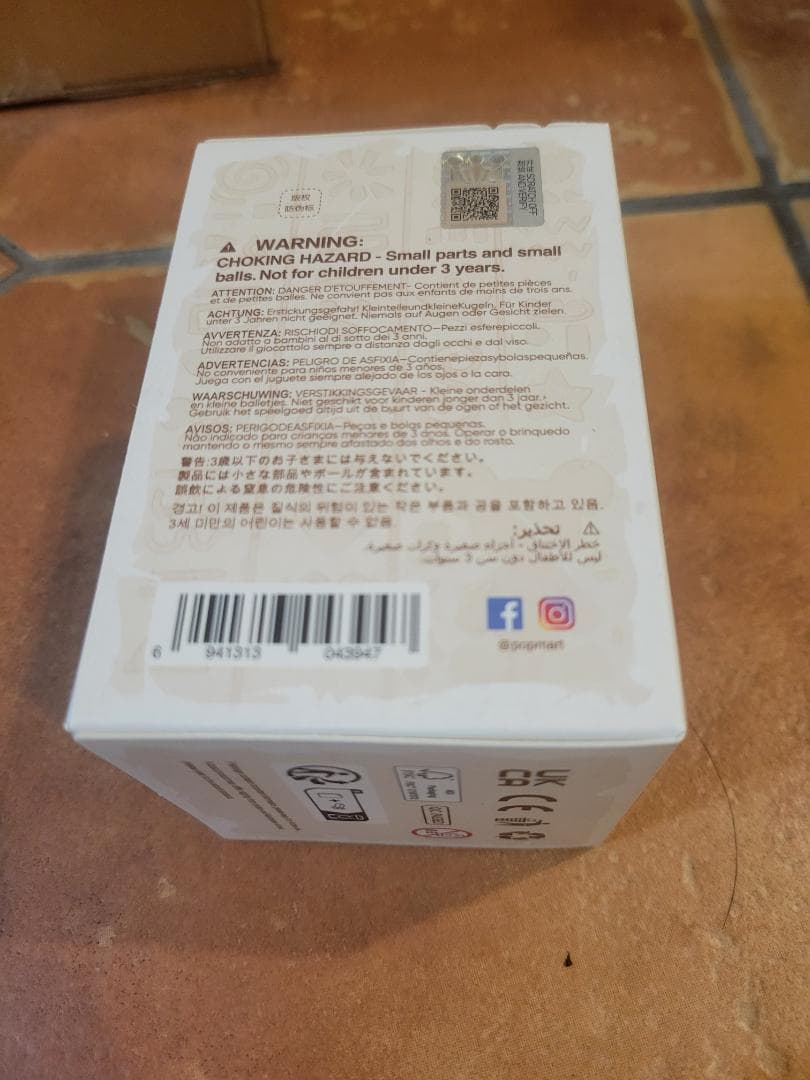 版权
防伪标
刮开涂层
SCRATCH OFF
AND VERIFY
WARNING:
CHOKING HAZARD - Small parts and small
balls. Not for children under 3 years.
ATTENTION: DANGER D'ETOUFFEMENT- Contient de petites pièces
et de petites balles. Ne convient pas aux enfants de moins de trois ans.
ACHTUNG: Erstickungsgefahr! KleinteileundkleineKugeln. Für Kinder
unter 3 Jahren nicht geeignet. Niemals auf Augen oder Gesicht zielen.
AVVERTENZA: RISCHIODI SOFFOCAMENTO—Pezzi esferepiccoli.
Non adatto a bambini al di sotto dei 3 anni.
Utilizzare il giocattolo sempre a distanza dagli occhi e dal viso.
ADVERTENCIAS: PELIGRO DE ASFIXIA—Contienepiezasybolaspequeñas.
No conveniente para niños menores de 3 años.
Juega con el juguete siempre alejado de los ojos o la cara.
WAARSCHUWING: VERSTIKKINGSGEVAAR - Kleine onderdelen
en kleine balletjes. Niet geschikt voor kinderen jonger dan 3 jaar.
Gebruik het speelgoed altijd uit de buurt van de ogen of het gezicht.
AVISOS: PERIGODEASFIXIA—Peças e bolas pequenas.
Não indicado para crianças menores de 3 anos. Operar o brinquedo
mantendo o mesmo sempre afastado dos olhos e do rosto.
警告:3歳以下のお子さまには与えないでください。
製品には小さな部品やボールが含まれています。
誤飲による窒息の危険性にご注意ください。
경고! 이 제품은 질식의 위험이 있는 작은 부품과 공을 포함하고 있음.
3세 미만의 어린이는 사용할 수 없음.
تحذير:
خطر الاختناق - أجزاء صغيرة وكرات صغيرة.
ليس للأطفال دون سن 3 سنوات.
6 941313 043947
@popmart
UK
CA
CE